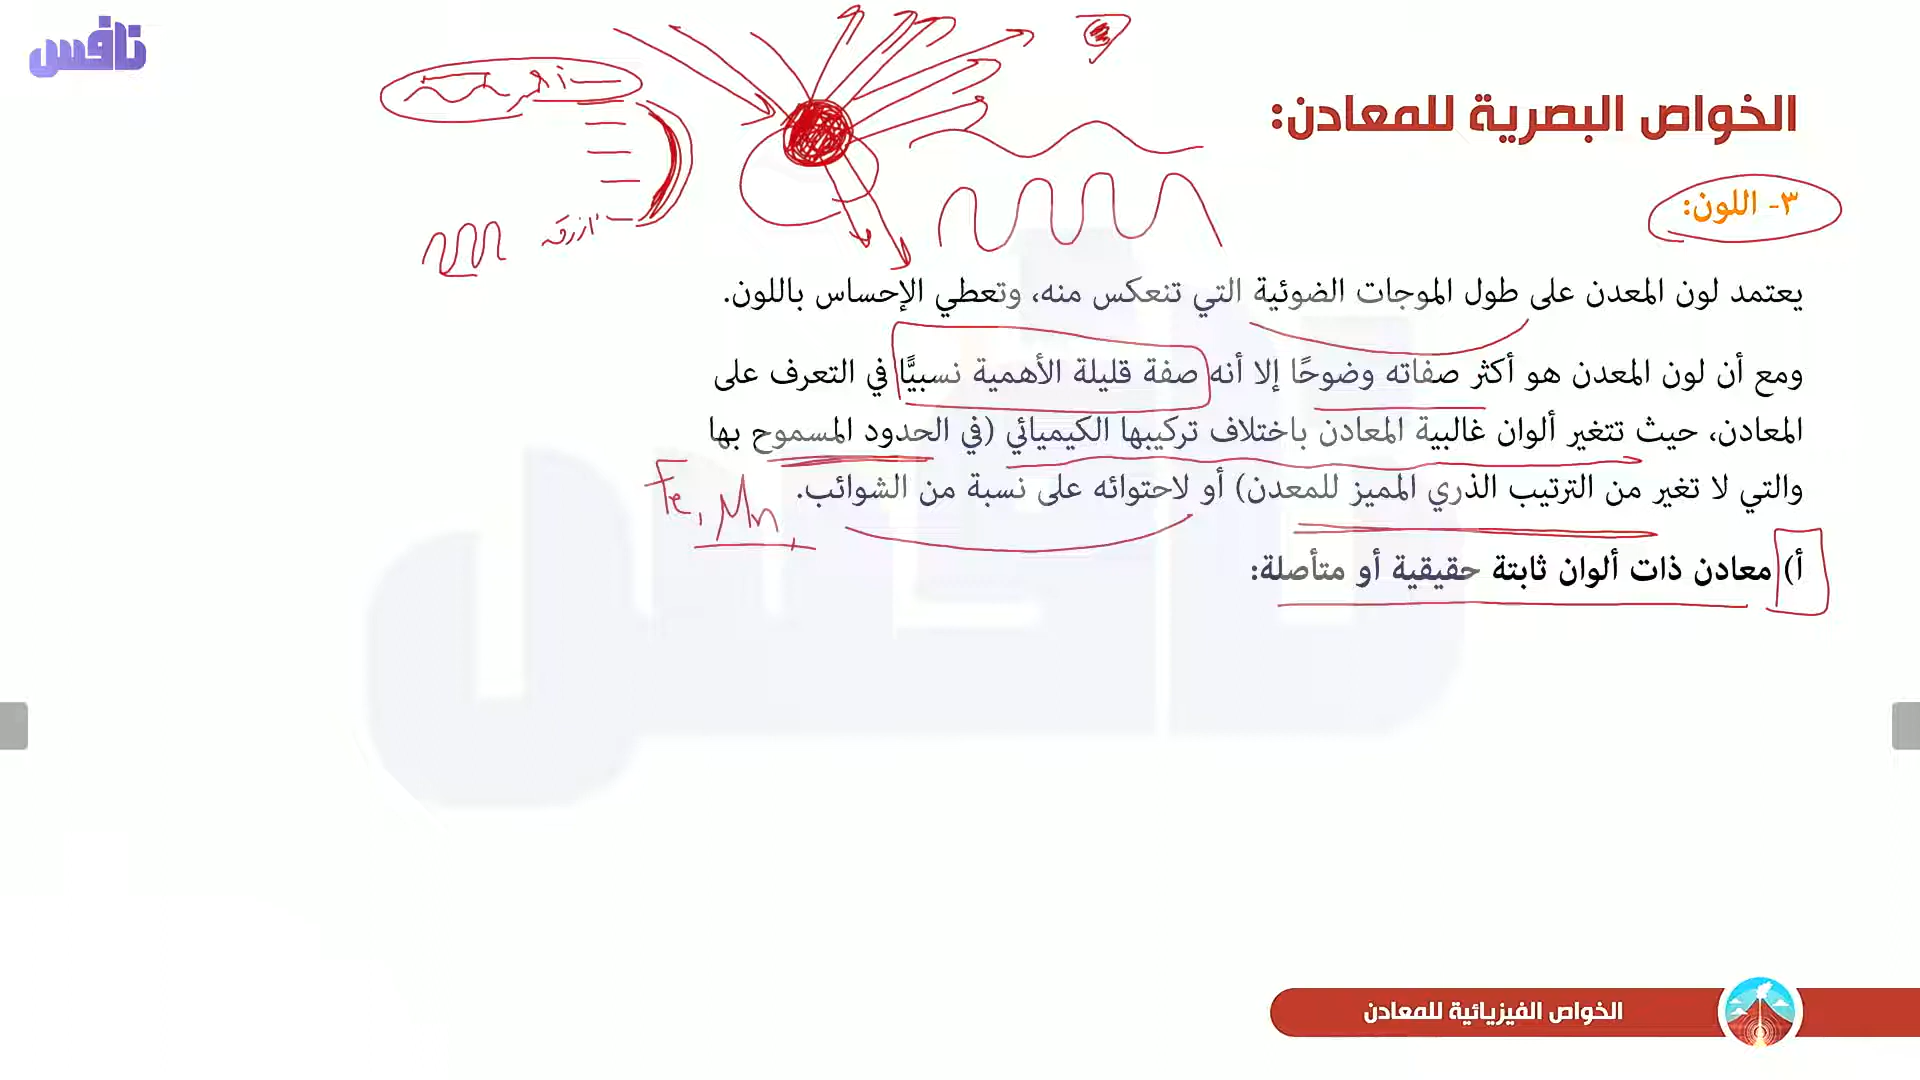 نافس
الخواص البصرية للمعادن:
٣- اللون:
يعتمد لون المعدن على طول الموجات الضوئية التي تنعكس منه، وتعطي الإحساس باللون.
ومع أن لون المعدن هو أكثر صفاته وضوحًا إلا أنه صفة قليلة الأهمية نسبيًّا في التعرف على
المعادن، حيث تتغير ألوان غالبية المعادن باختلاف تركيبها الكيميائي (في الحدود المسموح بها
والتي لا تغير من الترتيب الذري المميز للمعدن) أو لاحتوائه على نسبة من الشوائب.
Fe, Mn
أ) معادن ذات ألوان ثابتة حقيقية أو متأصلة:
الخواص الفيزيائية للمعادن